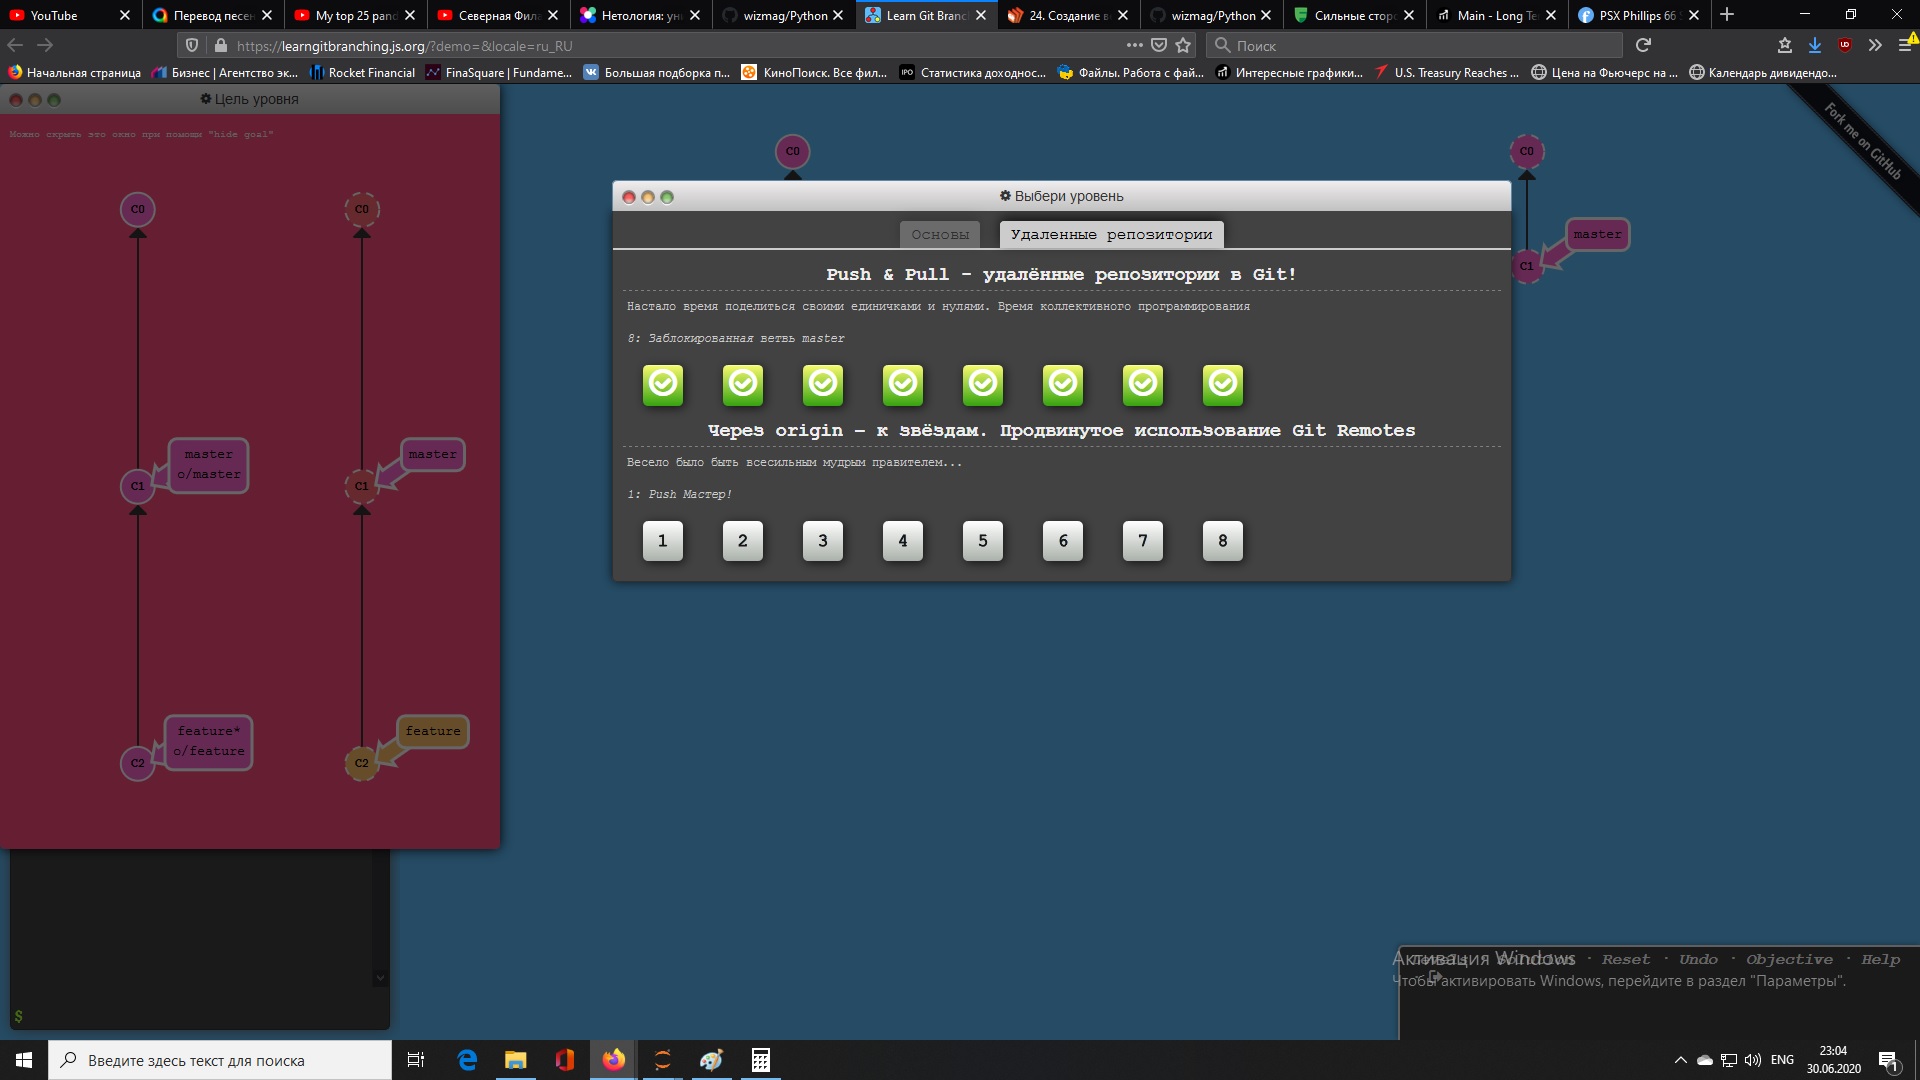 YouTube
Перевод песен
My top 25 pand
Северная Фила
Нетология: уни
wizmag/Python
Learn Git Branch
24. Создание ве
wizmag/Python
Сильные сторо
Main - Long Te
PSX Phillips 66 S
https://learngitbranching.js.org/?demo=&locale=ru_RU
Поиск
Начальная страница
Бизнес | Агентство эк...
Rocket Financial
FinaSquare | Fundame...
Большая подборка п...
КиноПоиск. Все фил...
Статистика доходнос...
Файлы. Работа с фай...
Интересные графики...
U.S. Treasury Reaches ...
Цена на Фьючерс на ...
Календарь дивидендо...
Цель уровня
Можно скрыть это окно при помощи "hide goal"
C0
C0
master
o/master
C1
master
C1
feature*
o/feature
C2
feature
C2
C0
C0
master
C1
Fork me on GitHub
Выбери уровень
Основы
Удаленные репозитории
Push & Pull - удалённые репозитории в Git!
Настало время поделиться своими единичками и нулями. Время коллективного программирования
8: Заблокированная ветвь master
Через origin – к звёздам. Продвинутое использование Git Remotes
Весело было быть всесильным мудрым правителем...
1: Push Мастер!
1 2 3 4 5 6 7 8
$
Reset · Undo · Objective · Help
Активация Windows
Чтобы активировать Windows, перейдите в раздел "Параметры".
Введите здесь текст для поиска
ENG
23:04
30.06.2020
1